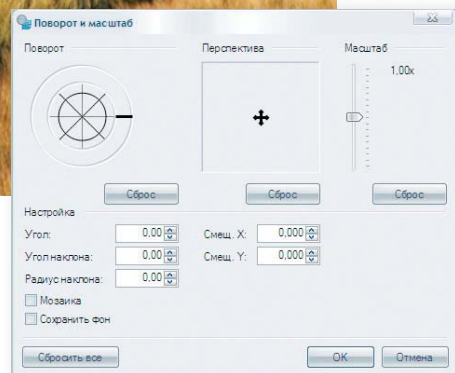 Поворот и масштаб
Поворот Перспектива Масштаб
1,00x
Сброс Сброс Сброс
Настройка
Угол: 0,00 Смещ. X: 0,000
Угол наклона: 0,00 Смещ. Y: 0,000
Радиус наклона: 0,00
Мозаика
Сохранить фон
Сбросить все OK Отмена